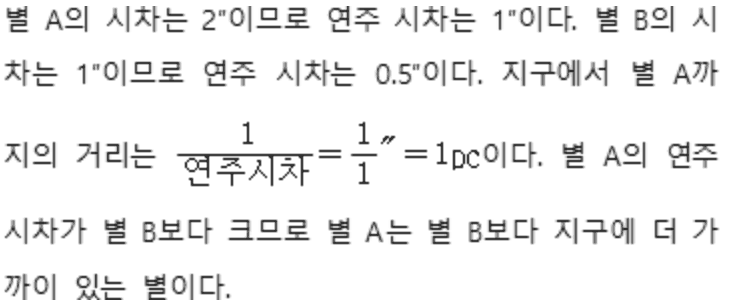 별 A의 시차는 2″이므로 연주 시차는 1″이다. 별 B의 시
차는 1″이므로 연주 시차는 0.5″이다. 지구에서 별 A까
지의 거리는 1/연주시차 = 1/1 ″ = 1pc이다. 별 A의 연주
시차가 별 B보다 크므로 별 A는 별 B보다 지구에 더 가
까이 있는 별이다.